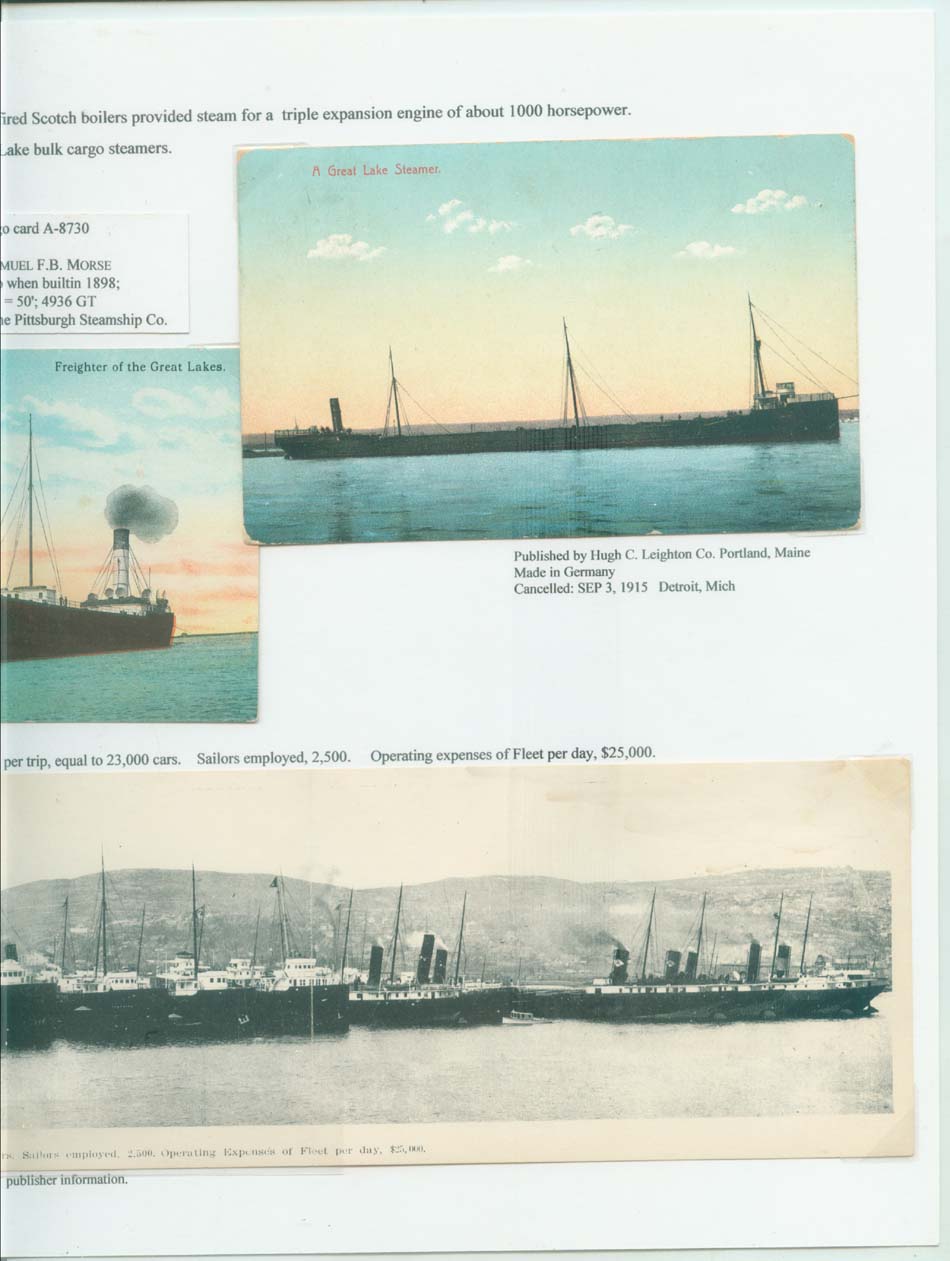 ired Scotch boilers provided steam for a triple expansion engine of about 1000 horsepower.
Lake bulk cargo steamers.
A Great Lake Steamer.
o card A-8730
MUEL F.B. MORSE
when builtin 1898;
= 50'; 4936 GT
ne Pittsburgh Steamship Co.
Freighter of the Great Lakes.
Published by Hugh C. Leighton Co. Portland, Maine
Made in Germany
Cancelled: SEP 3, 1915 Detroit, Mich
per trip, equal to 23,000 cars. Sailors employed, 2,500. Operating expenses of Fleet per day, $25,000.
rs. Sailors employed, 2,500. Operating Expenses of Fleet per day, $25,000.
publisher information.